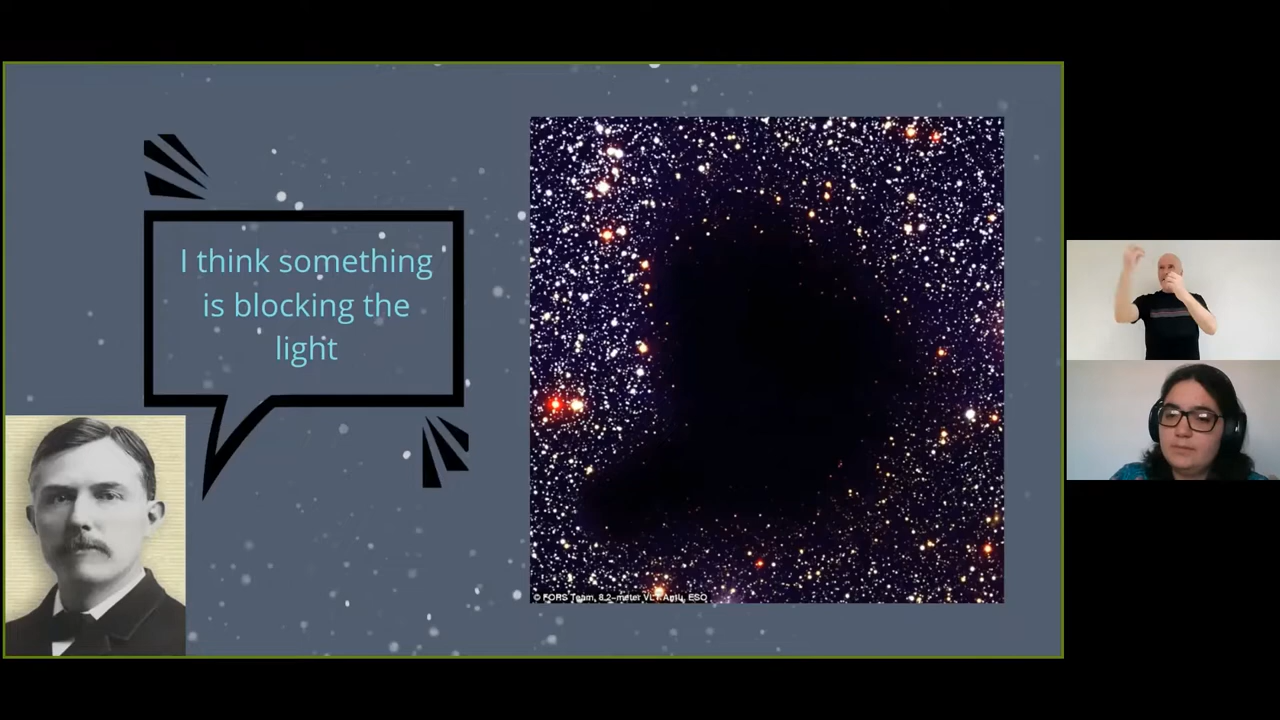 I think something
is blocking the
light
© FORS Team, 8.2-meter VLT Antu, ESO